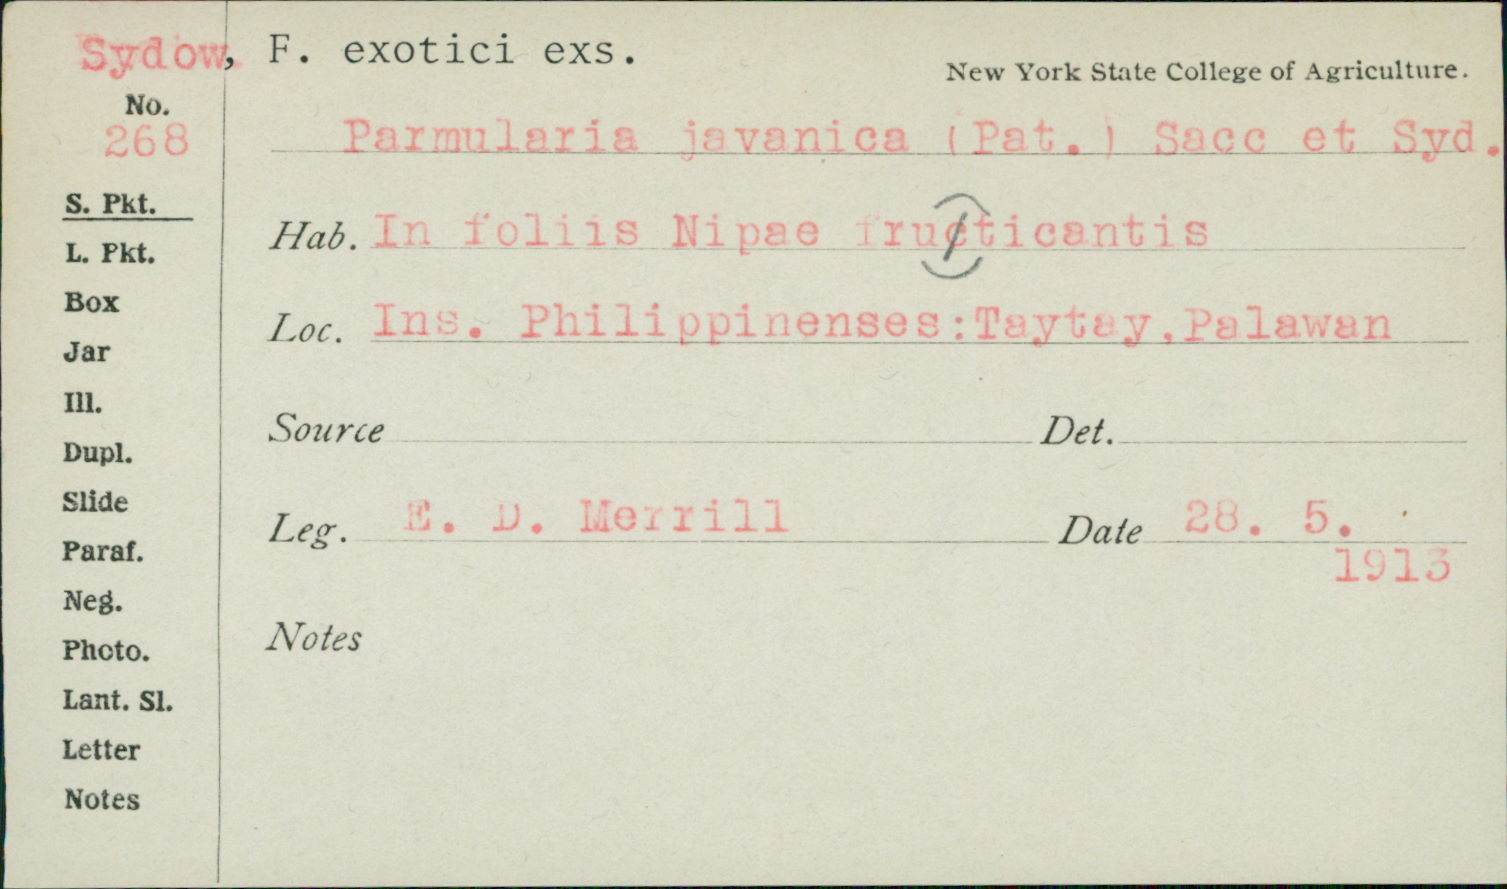 Sydow, F. exotici exs.
New York State College of Agriculture.
No.
268
Parmularia javanica (Pat.) Sacc et Syd.
S. Pkt.
L. Pkt.
Box
Jar
Ill.
Dupl.
Slide
Paraf.
Neg.
Photo.
Lant. Sl.
Letter
Notes
Hab. In foliis Nipae fructicantis
Loc. Ins. Philippinenses:Taytay,Palawan
Source Det.
Leg. E. D. Merrill Date 28. 5.
1913
Notes